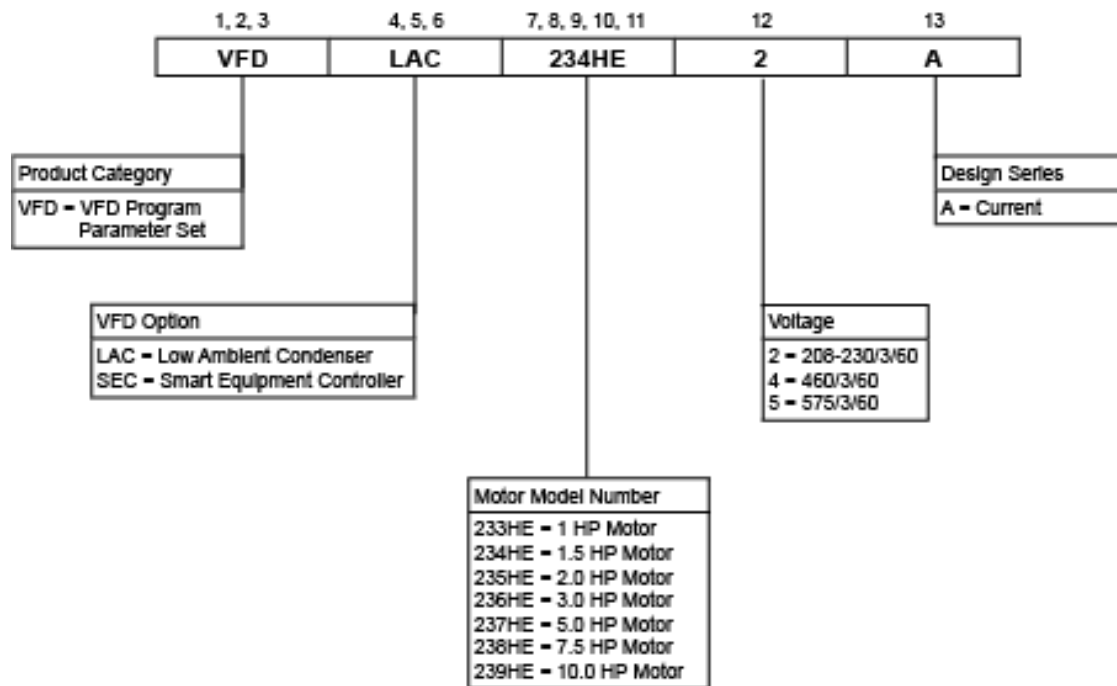 1, 2, 3 4, 5, 6 7, 8, 9, 10, 11 12 13
VFD LAC 234HE 2 A
Product Category
VFD = VFD Program
Parameter Set
Design Series
A = Current
VFD Option
LAC = Low Ambient Condenser
SEC = Smart Equipment Controller
Voltage
2 = 208-230/3/60
4 = 460/3/60
5 = 575/3/60
Motor Model Number
233HE = 1 HP Motor
234HE = 1.5 HP Motor
235HE = 2.0 HP Motor
236HE = 3.0 HP Motor
237HE = 5.0 HP Motor
238HE = 7.5 HP Motor
239HE = 10.0 HP Motor